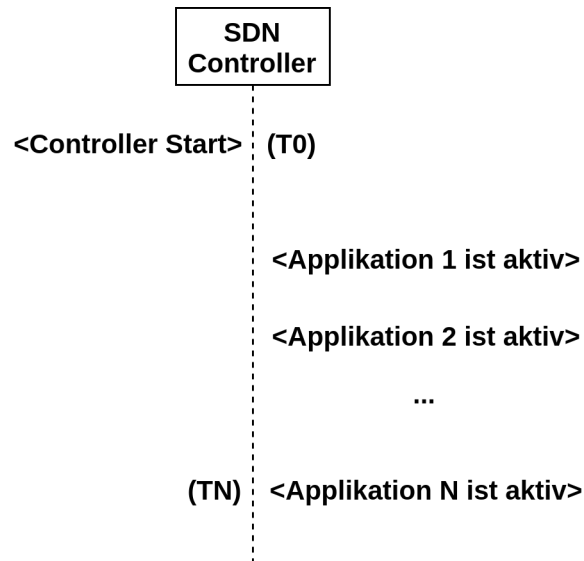 SDN
Controller
<Controller Start> (T0)
<Applikation 1 ist aktiv>
<Applikation 2 ist aktiv>
...
(TN) <Applikation N ist aktiv>